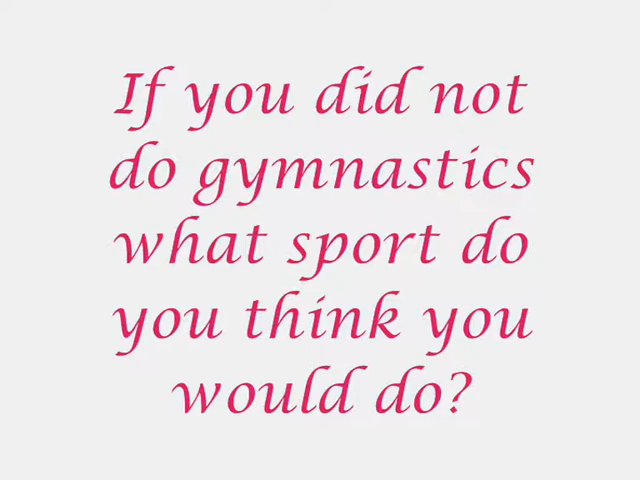 If you did not
do gymnastics
what sport do
you think you
would do?